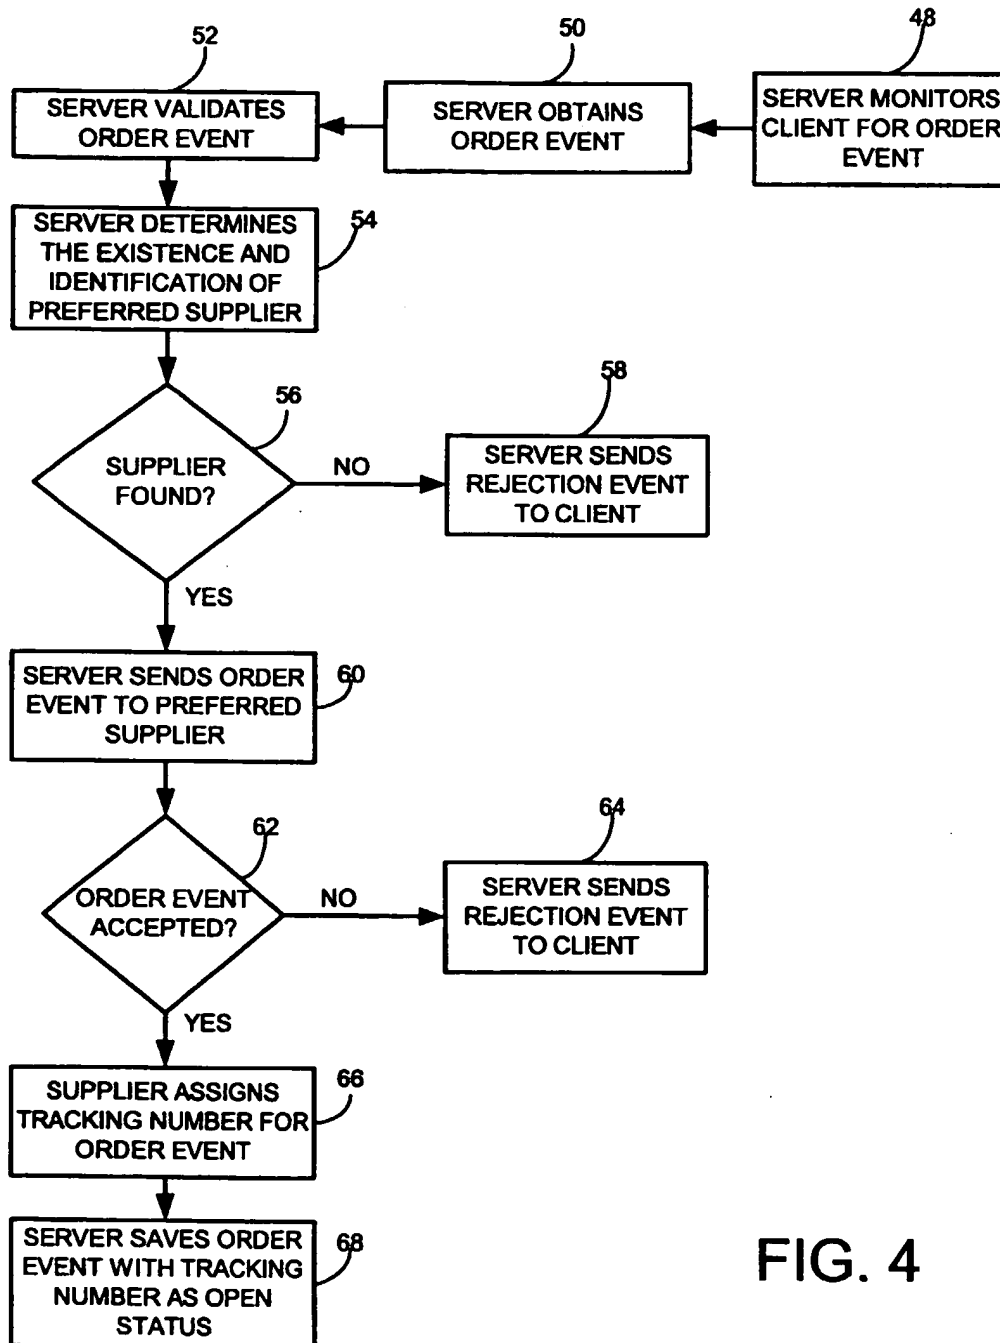 52
50
48
SERVER VALIDATES
ORDER EVENT
SERVER OBTAINS
ORDER EVENT
SERVER MONITORS
CLIENT FOR ORDER
EVENT
54
SERVER DETERMINES
THE EXISTENCE AND
IDENTIFICATION OF
PREFERRED SUPPLIER
56
SUPPLIER
FOUND?
NO
58
SERVER SENDS
REJECTION EVENT
TO CLIENT
YES
60
SERVER SENDS ORDER
EVENT TO PREFERRED
SUPPLIER
62
ORDER EVENT
ACCEPTED?
NO
64
SERVER SENDS
REJECTION EVENT
TO CLIENT
YES
66
SUPPLIER ASSIGNS
TRACKING NUMBER FOR
ORDER EVENT
68
SERVER SAVES ORDER
EVENT WITH TRACKING
NUMBER AS OPEN
STATUS
FIG. 4